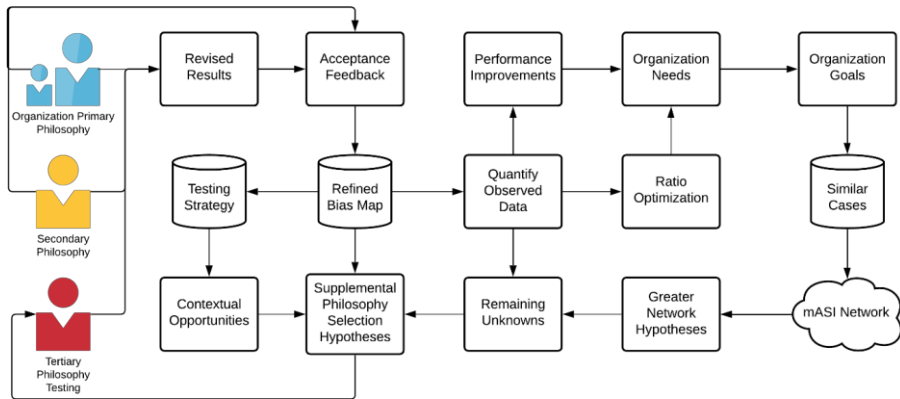 Revised
Results
Acceptance
Feedback
Performance
Improvements
Organization
Needs
Organization
Goals
Organization Primary
Philosophy
Testing
Strategy
Refined
Bias Map
Quantify
Observed
Data
Ratio
Optimization
Similar
Cases
Secondary
Philosophy
Contextual
Opportunities
Supplemental
Philosophy
Selection
Hypotheses
Remaining
Unknowns
Greater
Network
Hypotheses
mASI Network
Tertiary
Philosophy
Testing